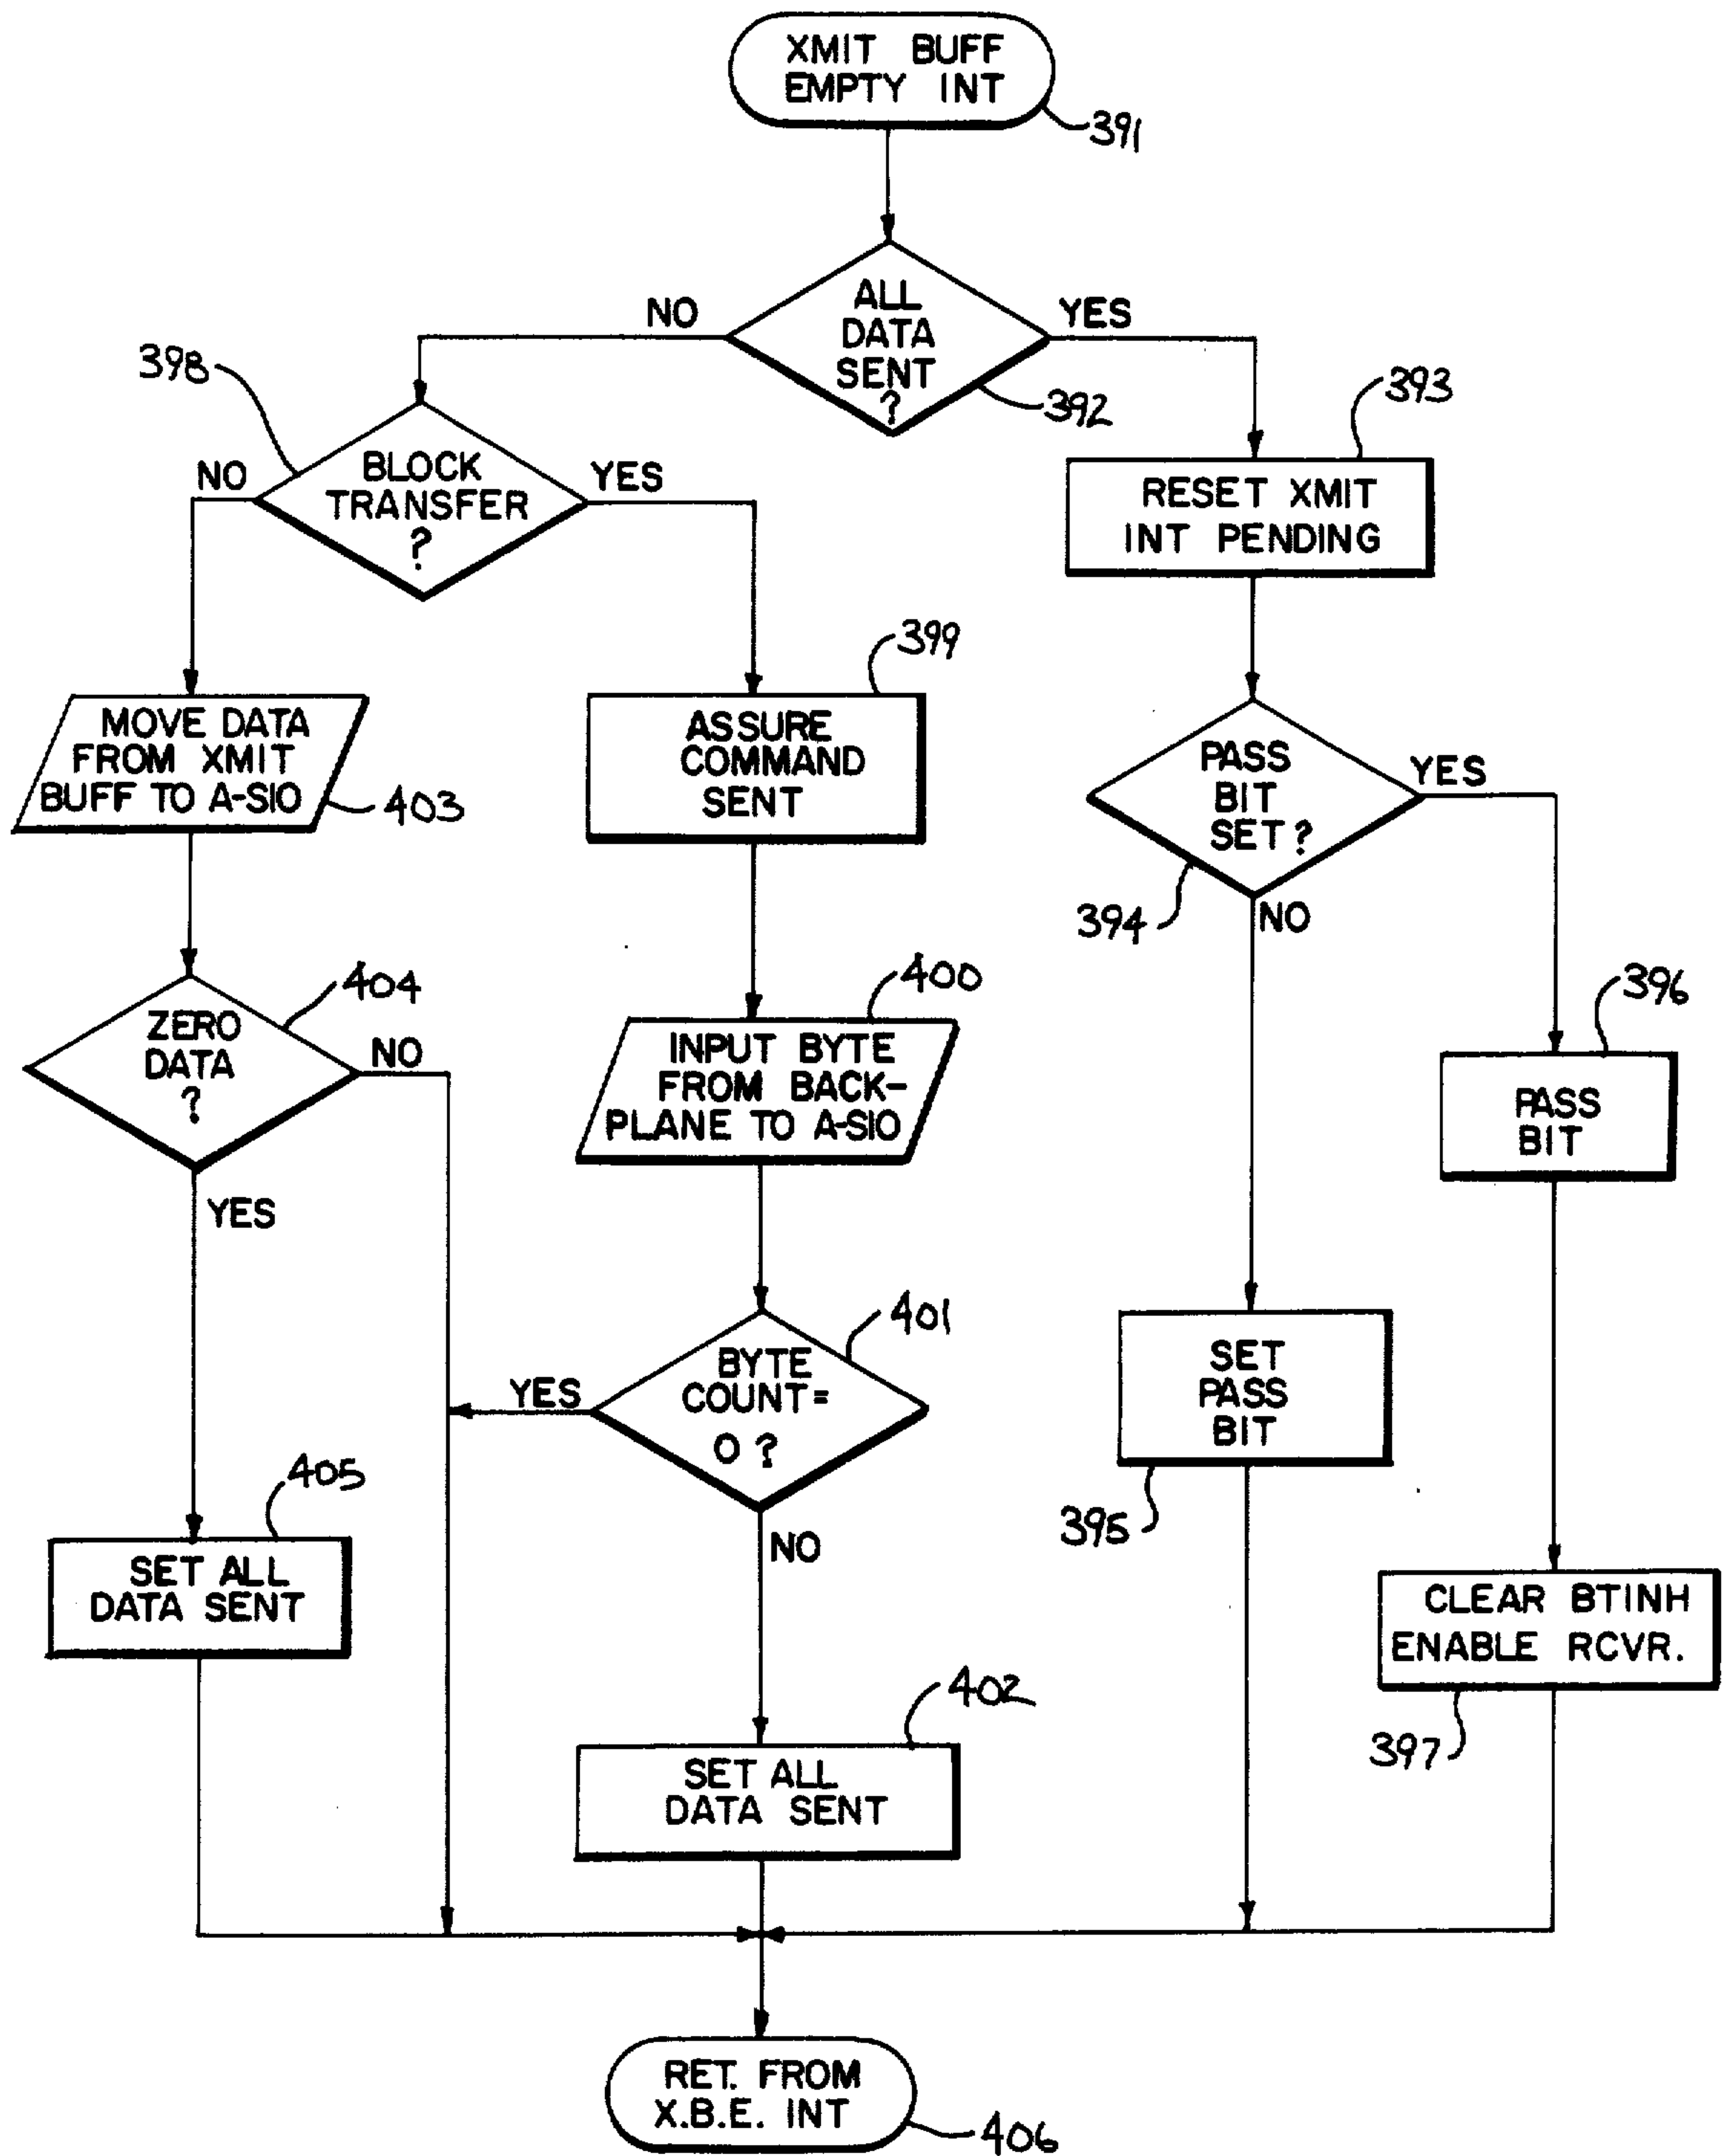 XMIT BUFF
EMPTY INT
391
ALL
DATA
SENT
?
392
NO
YES
398
BLOCK
TRANSFER
?
NO
YES
393
RESET XMIT
INT PENDING
399
MOVE DATA
FROM XMIT
BUFF TO A-SIO
403
ASSURE
COMMAND
SENT
PASS
BIT
SET?
394
YES
NO
404
ZERO
DATA
?
NO
YES
400
INPUT BYTE
FROM BACK-
PLANE TO A-SIO
396
PASS
BIT
401
BYTE
COUNT=
0?
YES
NO
SET
PASS
BIT
395
405
SET ALL
DATA SENT
CLEAR BTINH
ENABLE RCVR.
397
402
SET ALL
DATA SENT
RET. FROM
X.B.E. INT
406